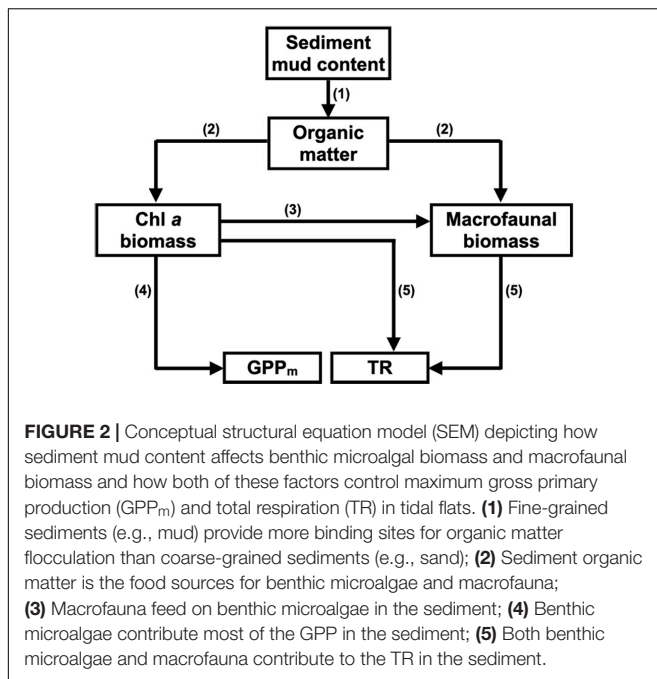 Sediment
mud content
(1)
(2)
Organic
matter
(2)
Chl a
biomass
(3)
Macrofaunal
biomass
(4)
(5)
(5)
GPPm
TR
FIGURE 2 | Conceptual structural equation model (SEM) depicting how
sediment mud content affects benthic microalgal biomass and macrofaunal
biomass and how both of these factors control maximum gross primary
production (GPPm) and total respiration (TR) in tidal flats. (1) Fine-grained
sediments (e.g., mud) provide more binding sites for organic matter
flocculation than coarse-grained sediments (e.g., sand); (2) Sediment organic
matter is the food sources for benthic microalgae and macrofauna;
(3) Macrofauna feed on benthic microalgae in the sediment; (4) Benthic
microalgae contribute most of the GPP in the sediment; (5) Both benthic
microalgae and macrofauna contribute to the TR in the sediment.